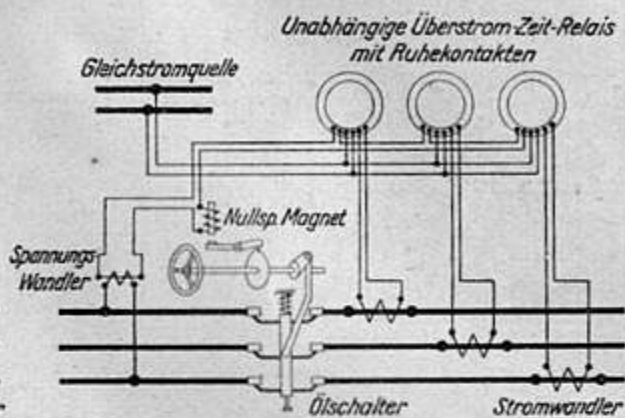 Unabhängige Überstrom-Zeit-Relais
mit Ruhekontakten
Gleichstromquelle
Nullsp. Magnet
Spannungs-
Wandler
Ölschalter
Stromwandler